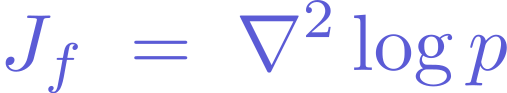 J_f = ∇² log p